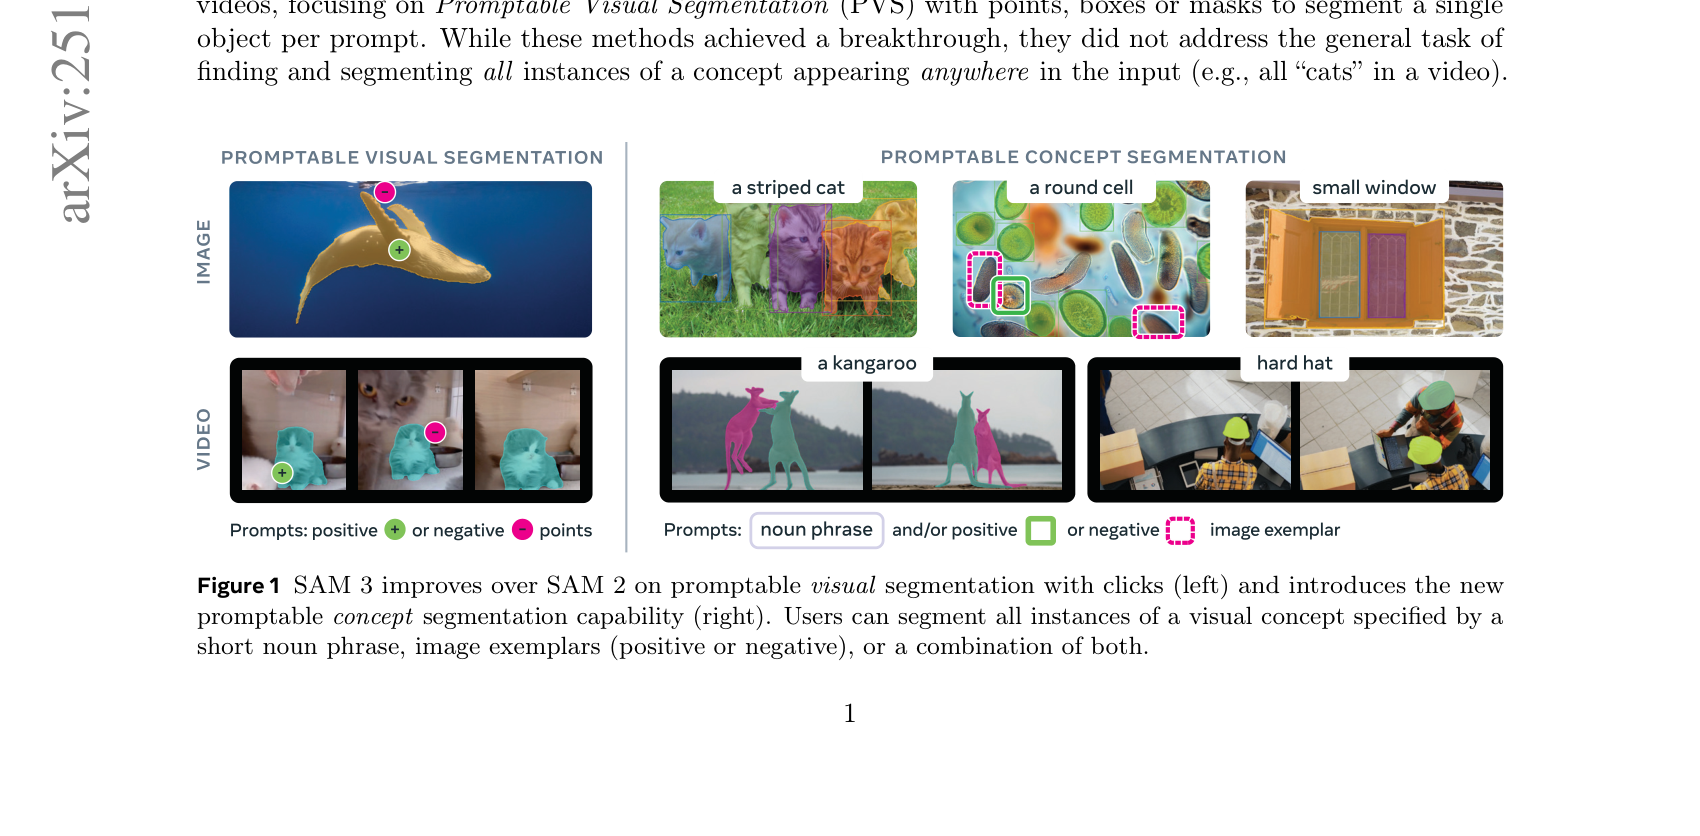 arXiv:251
videos, focusing on Promptable Visual Segmentation (PVS) with points, boxes or masks to segment a single
object per prompt. While these methods achieved a breakthrough, they did not address the general task of
finding and segmenting all instances of a concept appearing anywhere in the input (e.g., all “cats” in a video).
PROMPTABLE VISUAL SEGMENTATION
PROMPTABLE CONCEPT SEGMENTATION
IMAGE
-
+
a striped cat
a round cell
small window
VIDEO
+
-
a kangaroo
hard hat
Prompts: positive + or negative - points
Prompts: noun phrase and/or positive or negative image exemplar
Figure 1 SAM 3 improves over SAM 2 on promptable visual segmentation with clicks (left) and introduces the new
promptable concept segmentation capability (right). Users can segment all instances of a visual concept specified by a
short noun phrase, image exemplars (positive or negative), or a combination of both.
1